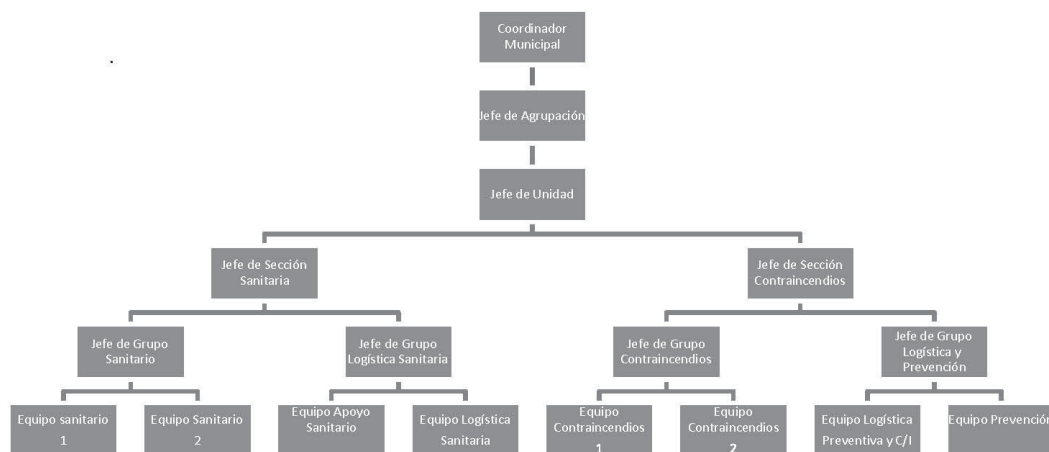 Coordinador
Municipal
Jefe de Agrupación
Jefe de Unidad
Jefe de Sección
Sanitaria
Jefe de Sección
Contraincendios
Jefe de Grupo
Sanitario
Jefe de Grupo
Logística Sanitaria
Jefe de Grupo
Contraincendios
Jefe de Grupo
Logística y
Prevención
Equipo sanitario
1
Equipo Sanitario
2
Equipo Apoyo
Sanitario
Equipo Logística
Sanitaria
Equipo
Contraincendios
1
Equipo
Contraincendios
2
Equipo Logística
Preventiva y C/I
Equipo Prevención